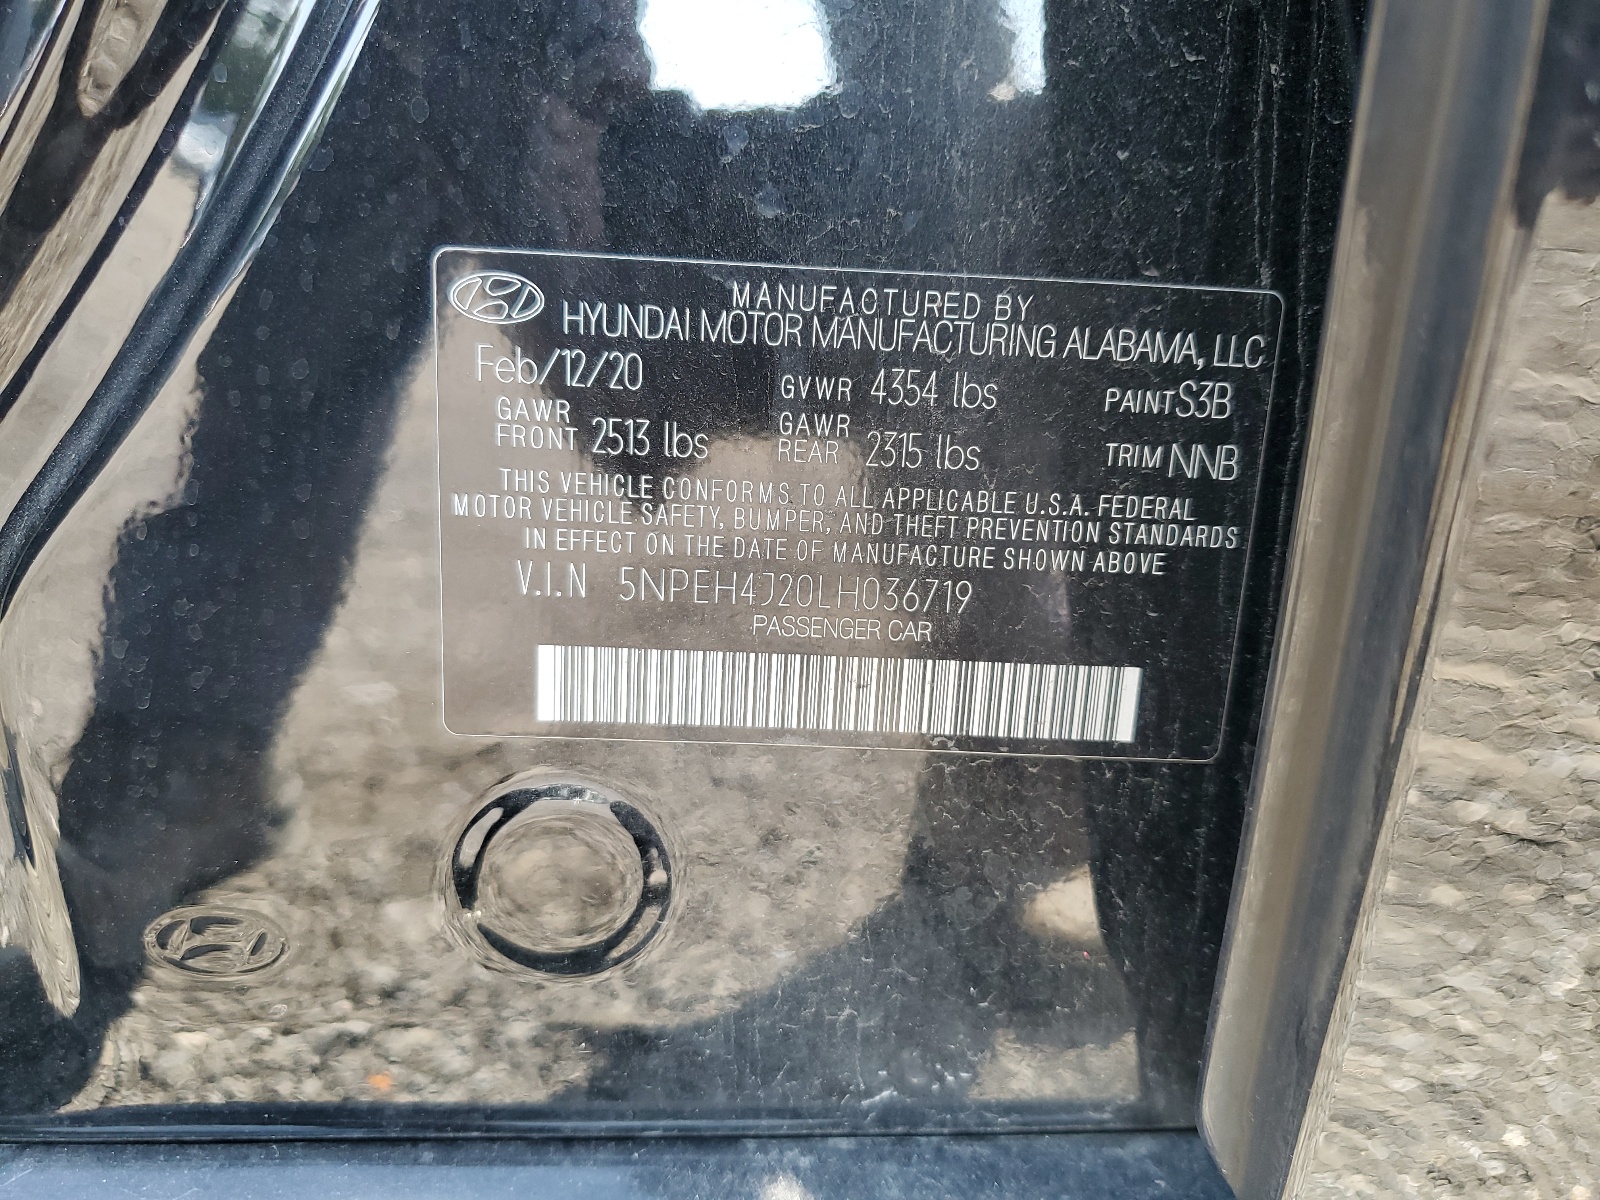 MANUFACTURED BY
HYUNDAI MOTOR MANUFACTURING ALABAMA, LLC
Feb/12/20 GVWR 4354 lbs PAINT S3B
GAWR FRONT 2513 lbs GAWR REAR 2315 lbs TRIM NNB
THIS VEHICLE CONFORMS TO ALL APPLICABLE U.S.A. FEDERAL
MOTOR VEHICLE SAFETY, BUMPER, AND THEFT PREVENTION STANDARDS
IN EFFECT ON THE DATE OF MANUFACTURE SHOWN ABOVE
V.I.N 5NPEH4J20LH036719
PASSENGER CAR